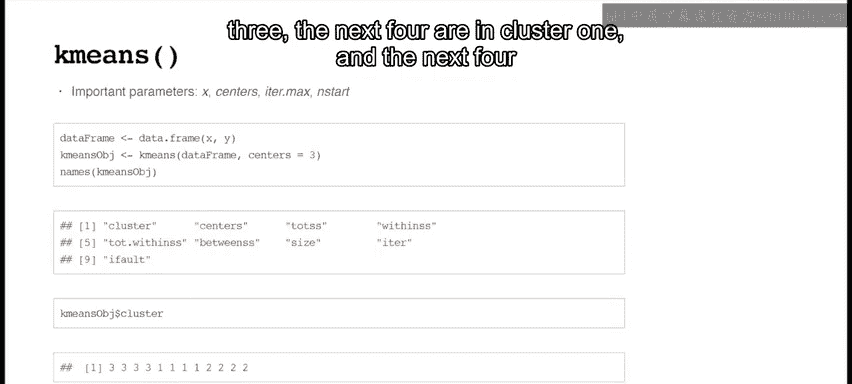 three, the next four are in cluster one,
and the next four
kmeans()
· Important parameters: x, centers, iter.max, nstart
dataFrame <- data.frame(x, y)
kmeansObj <- kmeans(dataFrame, centers = 3)
names(kmeansObj)
## [1] "cluster" "centers" "totss" "withinss"
## [5] "tot.withinss" "betweenss" "size" "iter"
## [9] "ifault"
kmeansObj$cluster
## [1] 3 3 3 3 1 1 1 1 2 2 2 2